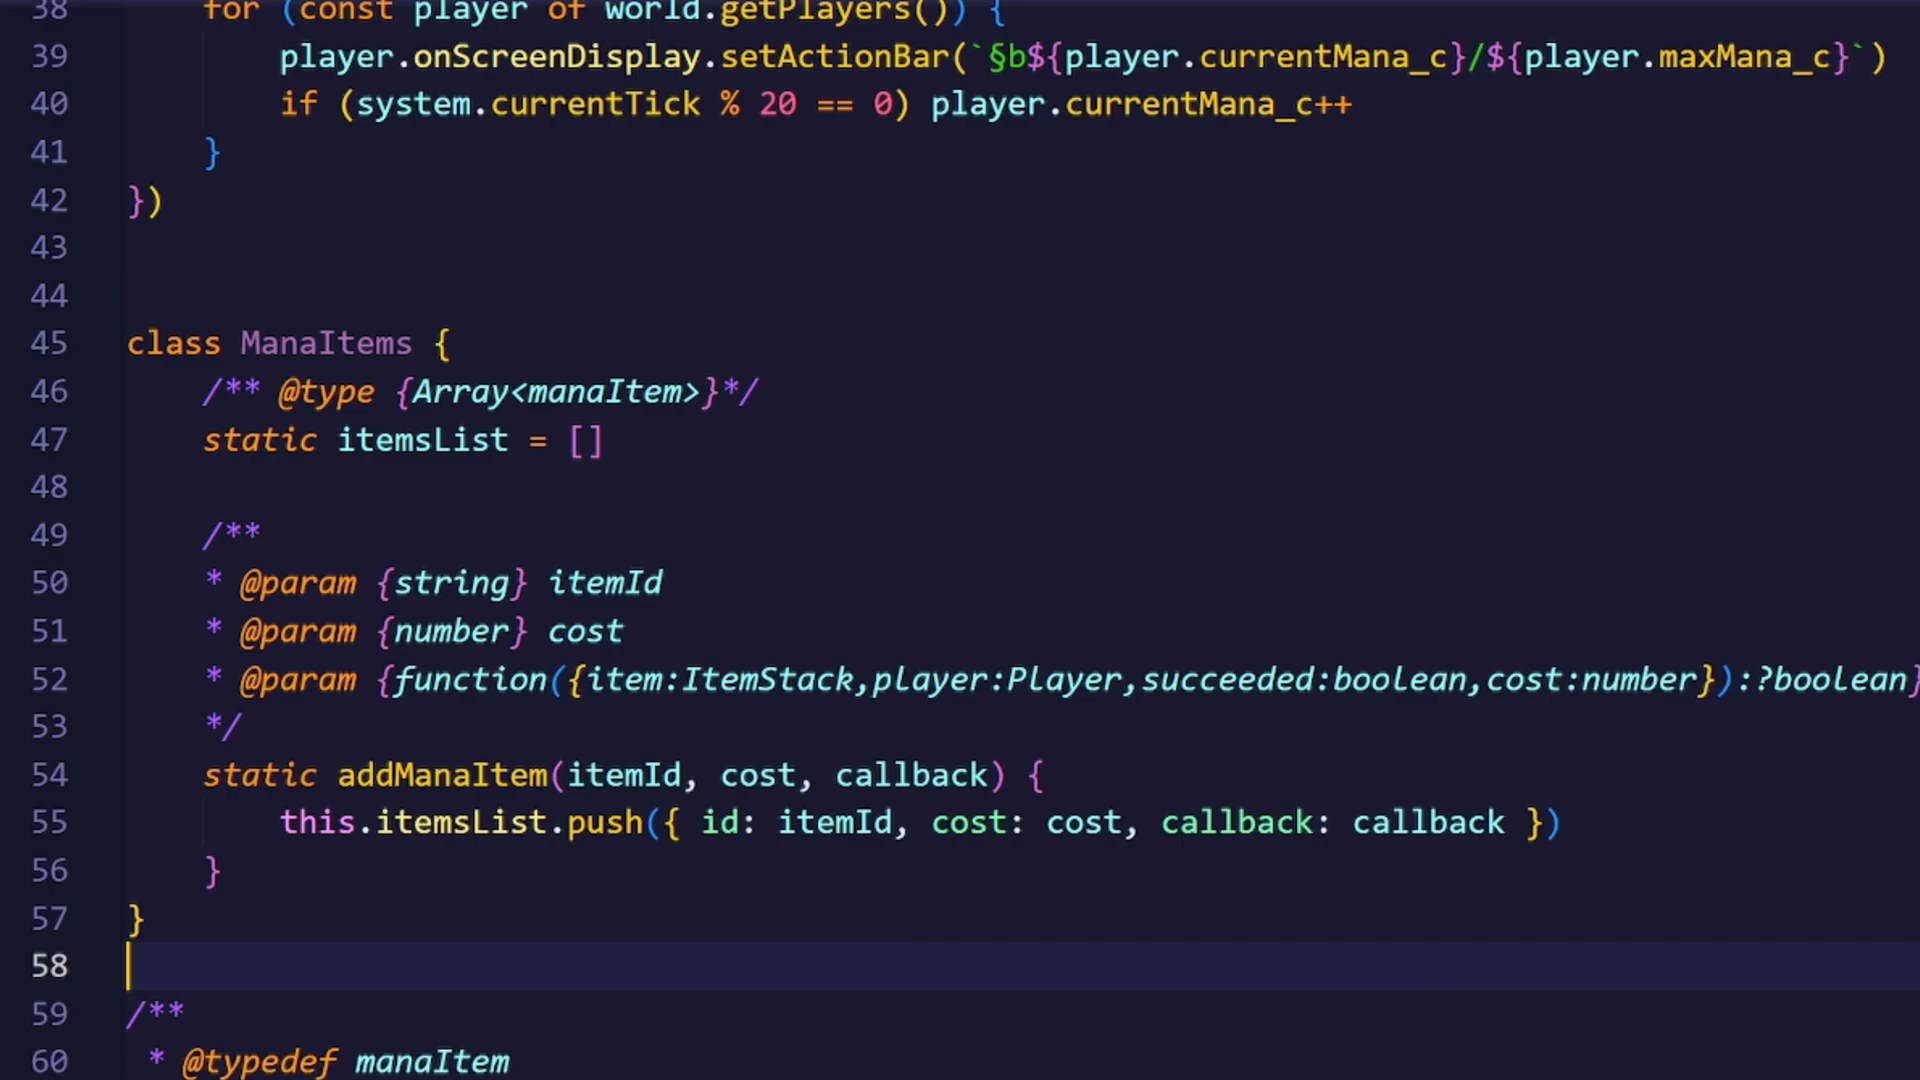 38 for (const player of world.getPlayers()) {
39 player.onScreenDisplay.setActionBar(`§b${player.currentMana_c}/${player.maxMana_c}`)
40 if (system.currentTick % 20 == 0) player.currentMana_c++
41 }
42 })
43
44
45 class ManaItems {
46 /** @type {Array<manaItem>}*/
47 static itemsList = []
48
49 /**
50 * @param {string} itemId
51 * @param {number} cost
52 * @param {function({item:ItemStack,player:Player,succeeded:boolean,cost:number}):?boolean}
53 */
54 static addManaItem(itemId, cost, callback) {
55 this.itemsList.push({ id: itemId, cost: cost, callback: callback })
56 }
57 }
58
59 /**
60 * @typedef manaItem